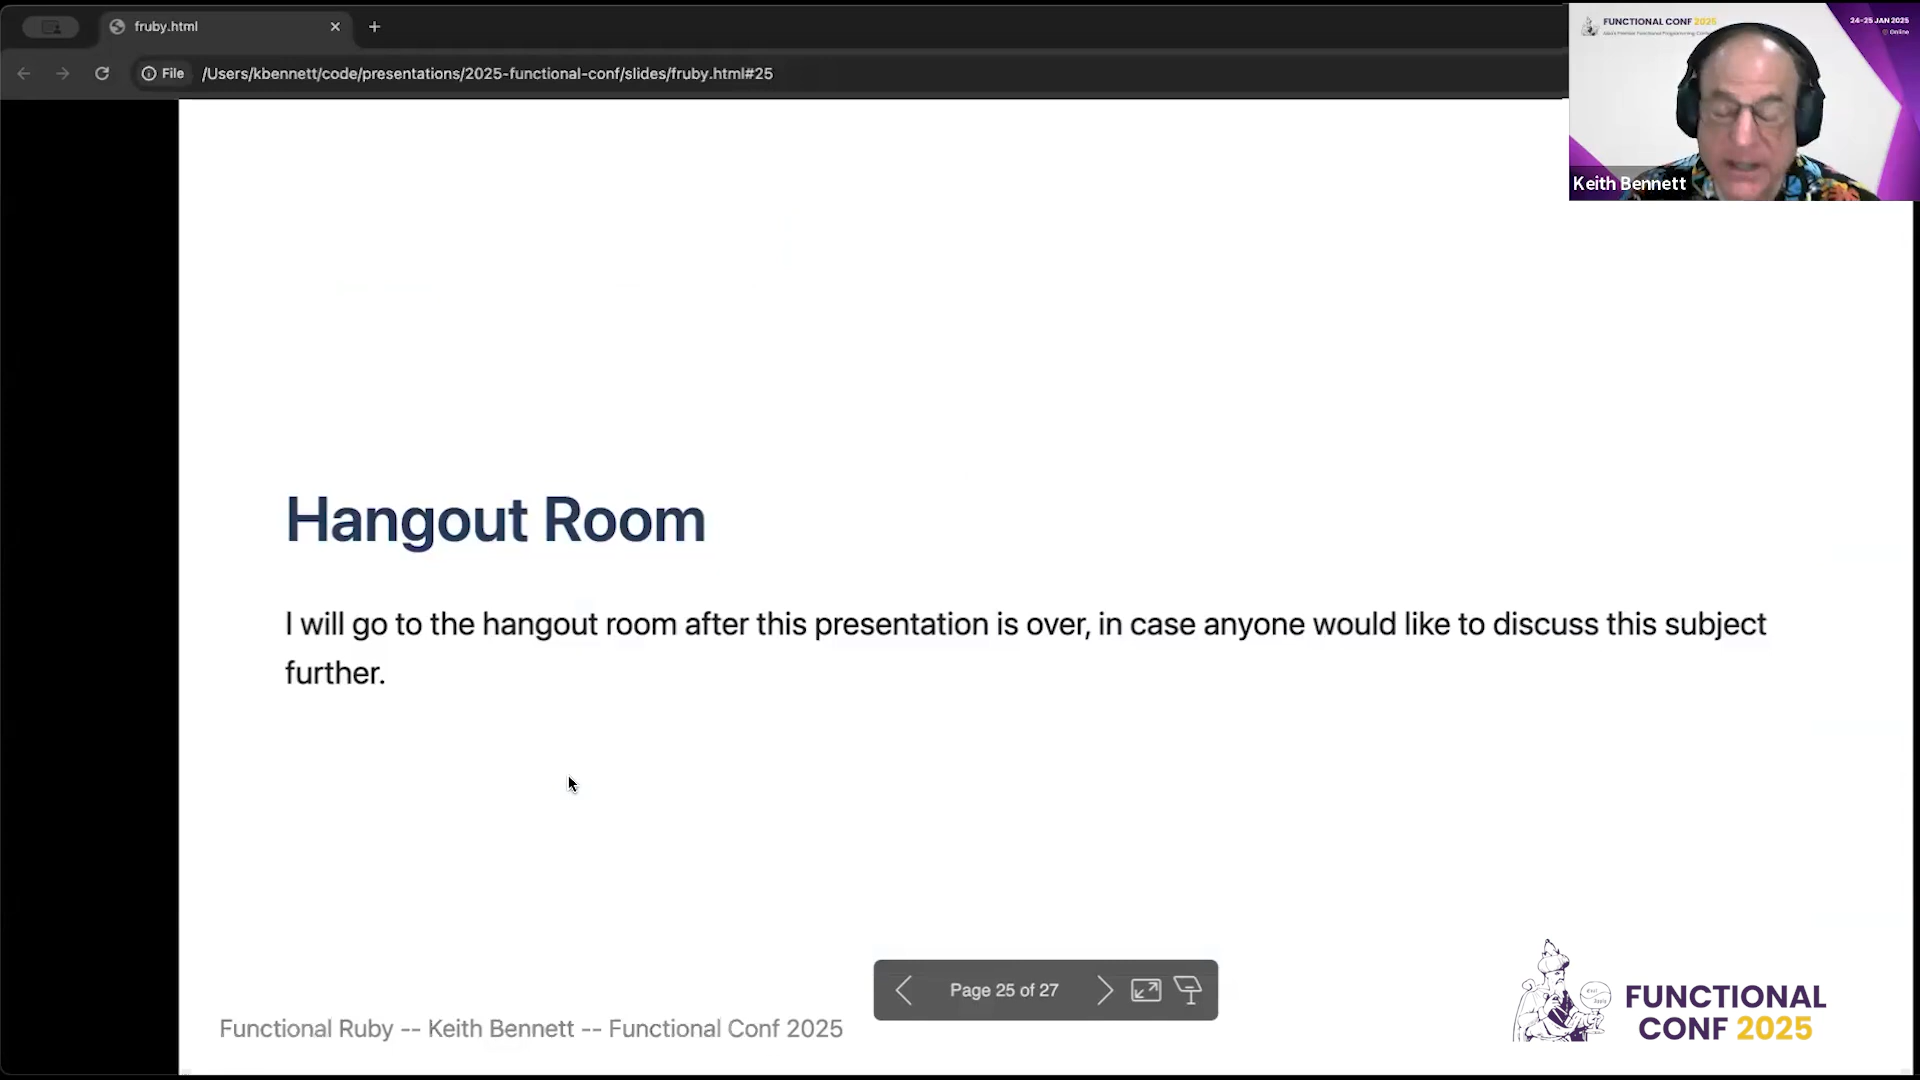 fruby.html
File /Users/kbennett/code/presentations/2025-functional-conf/slides/fruby.html#25
FUNCTIONAL CONF 2025
24-25 JAN 2025
Online
Keith Bennett
Hangout Room
I will go to the hangout room after this presentation is over, in case anyone would like to discuss this subject
further.
Page 25 of 27
Functional Ruby -- Keith Bennett -- Functional Conf 2025
FUNCTIONAL
CONF 2025